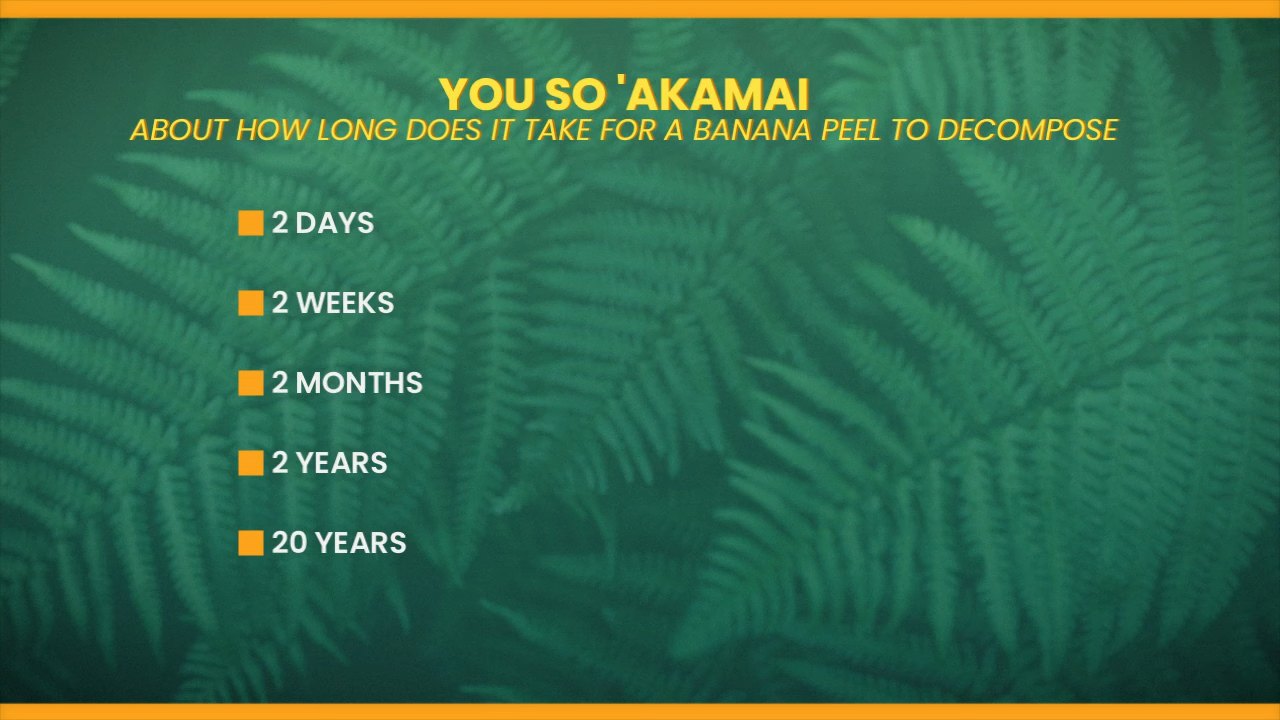 YOU SO 'AKAMAI
ABOUT HOW LONG DOES IT TAKE FOR A BANANA PEEL TO DECOMPOSE
2 DAYS
2 WEEKS
2 MONTHS
2 YEARS
20 YEARS